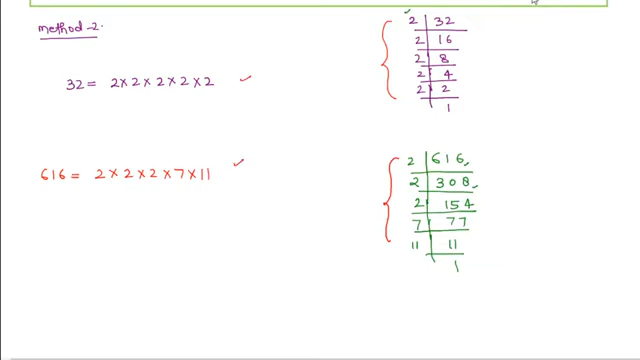 method-2.
32 = 2 × 2 × 2 × 2 × 2 ✓
2 | 32
2 | 16
2 | 8
2 | 4
2 | 2
1
616 = 2 × 2 × 2 × 7 × 11 ✓
2 | 616
2 | 308
2 | 154
7 | 77
11 | 11
1